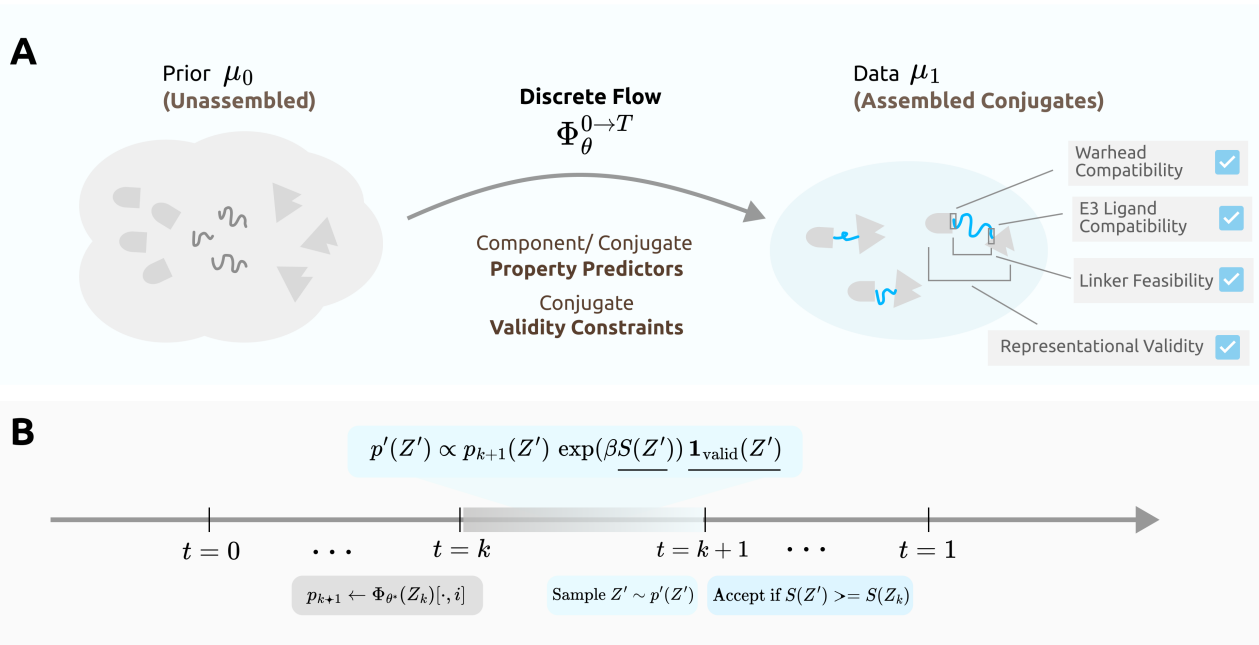 A
Prior μ₀
(Unassembled)
Discrete Flow
Φ_θ^{0→T}
Data μ₁
(Assembled Conjugates)
Warhead
Compatibility
E3 Ligand
Compatibility
Linker Feasibility
Representational Validity
Component/ Conjugate
Property Predictors
Conjugate
Validity Constraints
B
p′(Z′) ∝ p_{k+1}(Z′) exp(βS(Z′)) 𝟏_{valid}(Z′)
t = 0
· · ·
t = k
t = k + 1
· · ·
t = 1
p_{k+1} ← Φ_{θ*}(Z_k)[·, i]
Sample Z′ ∼ p′(Z′)
Accept if S(Z′) >= S(Z_k)